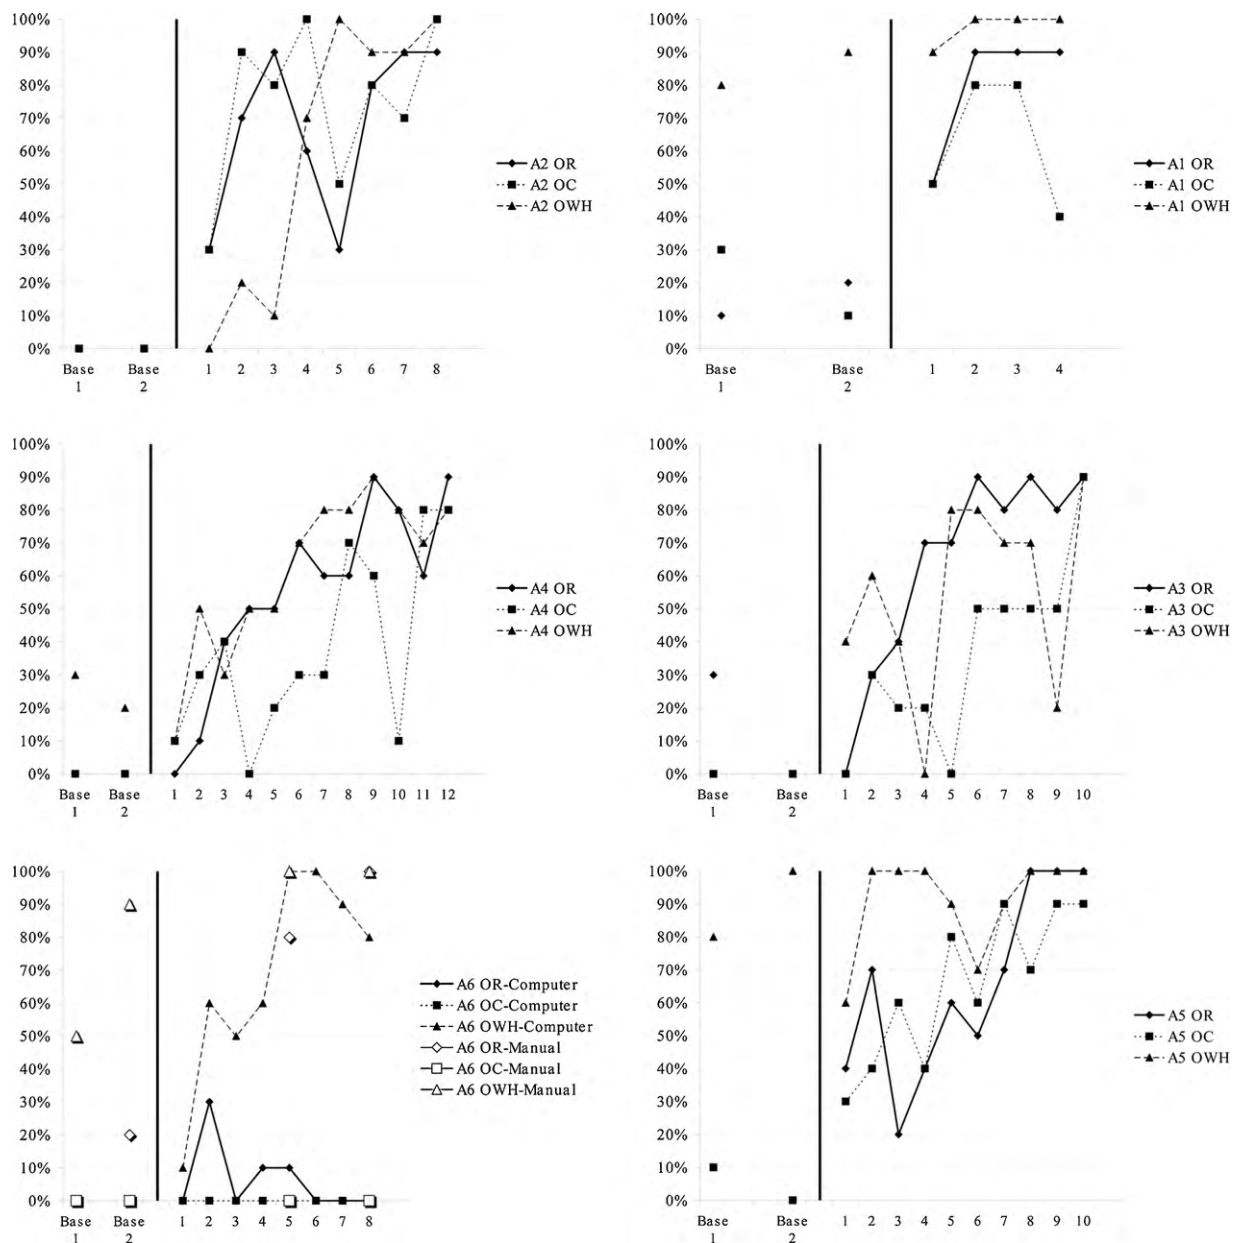 100%
90%
80%
70%
60%
50%
40%
30%
20%
10%
0%
Base Base 1 2 3 4 5 6 7 8
1 2
A2 OR
A2 OC
A2 OWH
100%
90%
80%
70%
60%
50%
40%
30%
20%
10%
0%
Base Base 1 2 3 4
1 2
A1 OR
A1 OC
A1 OWH
100%
90%
80%
70%
60%
50%
40%
30%
20%
10%
0%
Base Base 1 2 3 4 5 6 7 8 9 10 11 12
1 2
A4 OR
A4 OC
A4 OWH
100%
90%
80%
70%
60%
50%
40%
30%
20%
10%
0%
Base Base 1 2 3 4 5 6 7 8 9 10
1 2
A3 OR
A3 OC
A3 OWH
100%
90%
80%
70%
60%
50%
40%
30%
20%
10%
0%
Base Base 1 2 3 4 5 6 7 8
1 2
A6 OR-Computer
A6 OC-Computer
A6 OWH-Computer
A6 OR-Manual
A6 OC-Manual
A6 OWH-Manual
100%
90%
80%
70%
60%
50%
40%
30%
20%
10%
0%
Base Base 1 2 3 4 5 6 7 8 9 10
1 2
A5 OR
A5 OC
A5 OWH